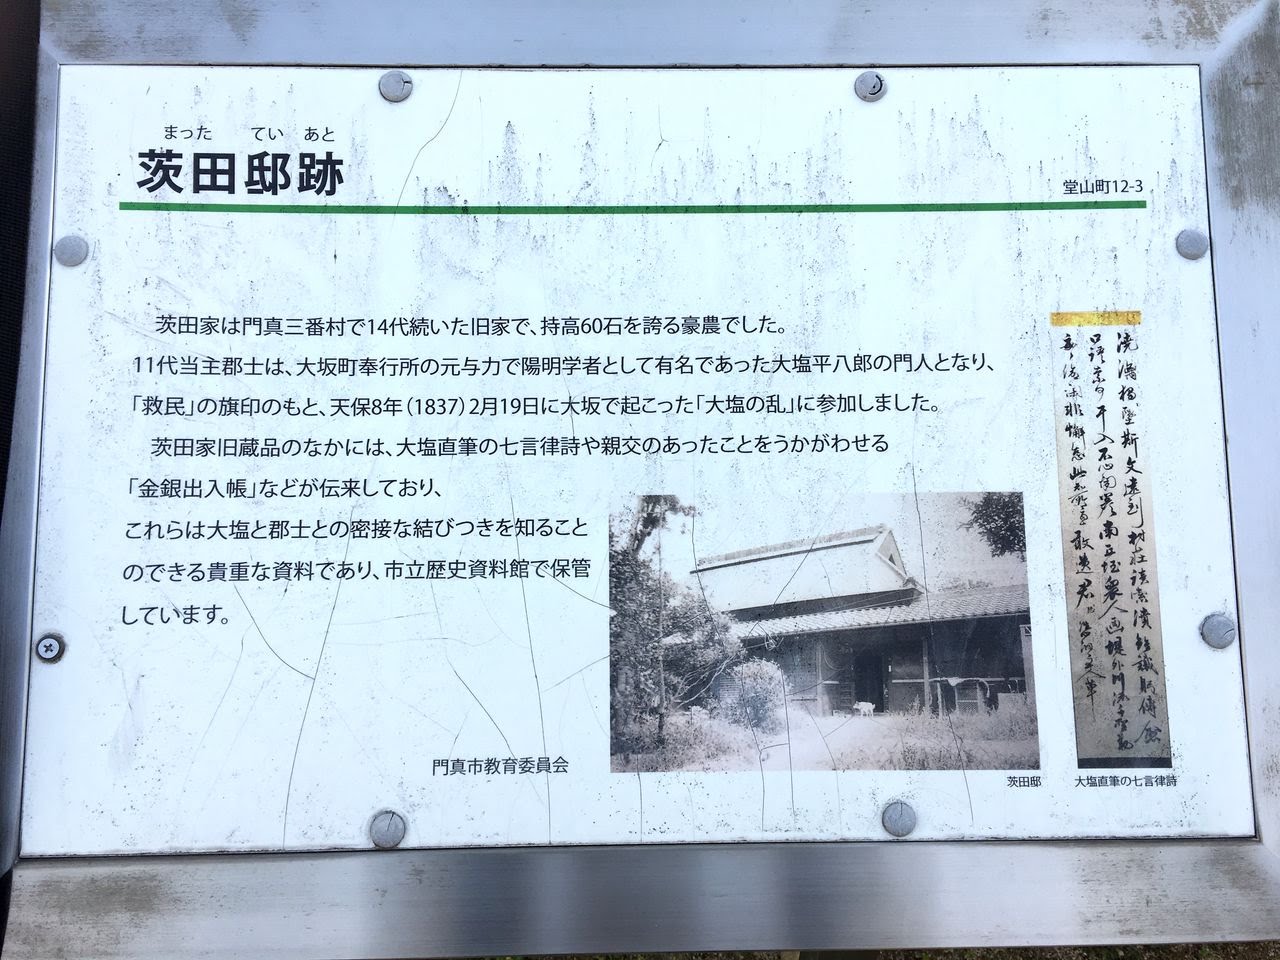 まった てい あと
茨田邸跡
堂山町12-3
茨田家は門真三番村で14代続いた旧家で、持高60石を誇る豪農でした。
11代当主郡士は、大坂町奉行所の元与力で陽明学者として有名であった大塩平八郎の門人となり、
「救民」の旗印のもと、天保8年（1837）2月19日に大坂で起こった「大塩の乱」に参加しました。
茨田家旧蔵品のなかには、大塩直筆の七言律詩や親交のあったことをうかがわせる
「金銀出入帳」などが伝来しており、
これらは大塩と郡士との密接な結びつきを知ること
のできる貴重な資料であり、市立歴史資料館で保管
しています。
門真市教育委員会
茨田邸
大塩直筆の七言律詩